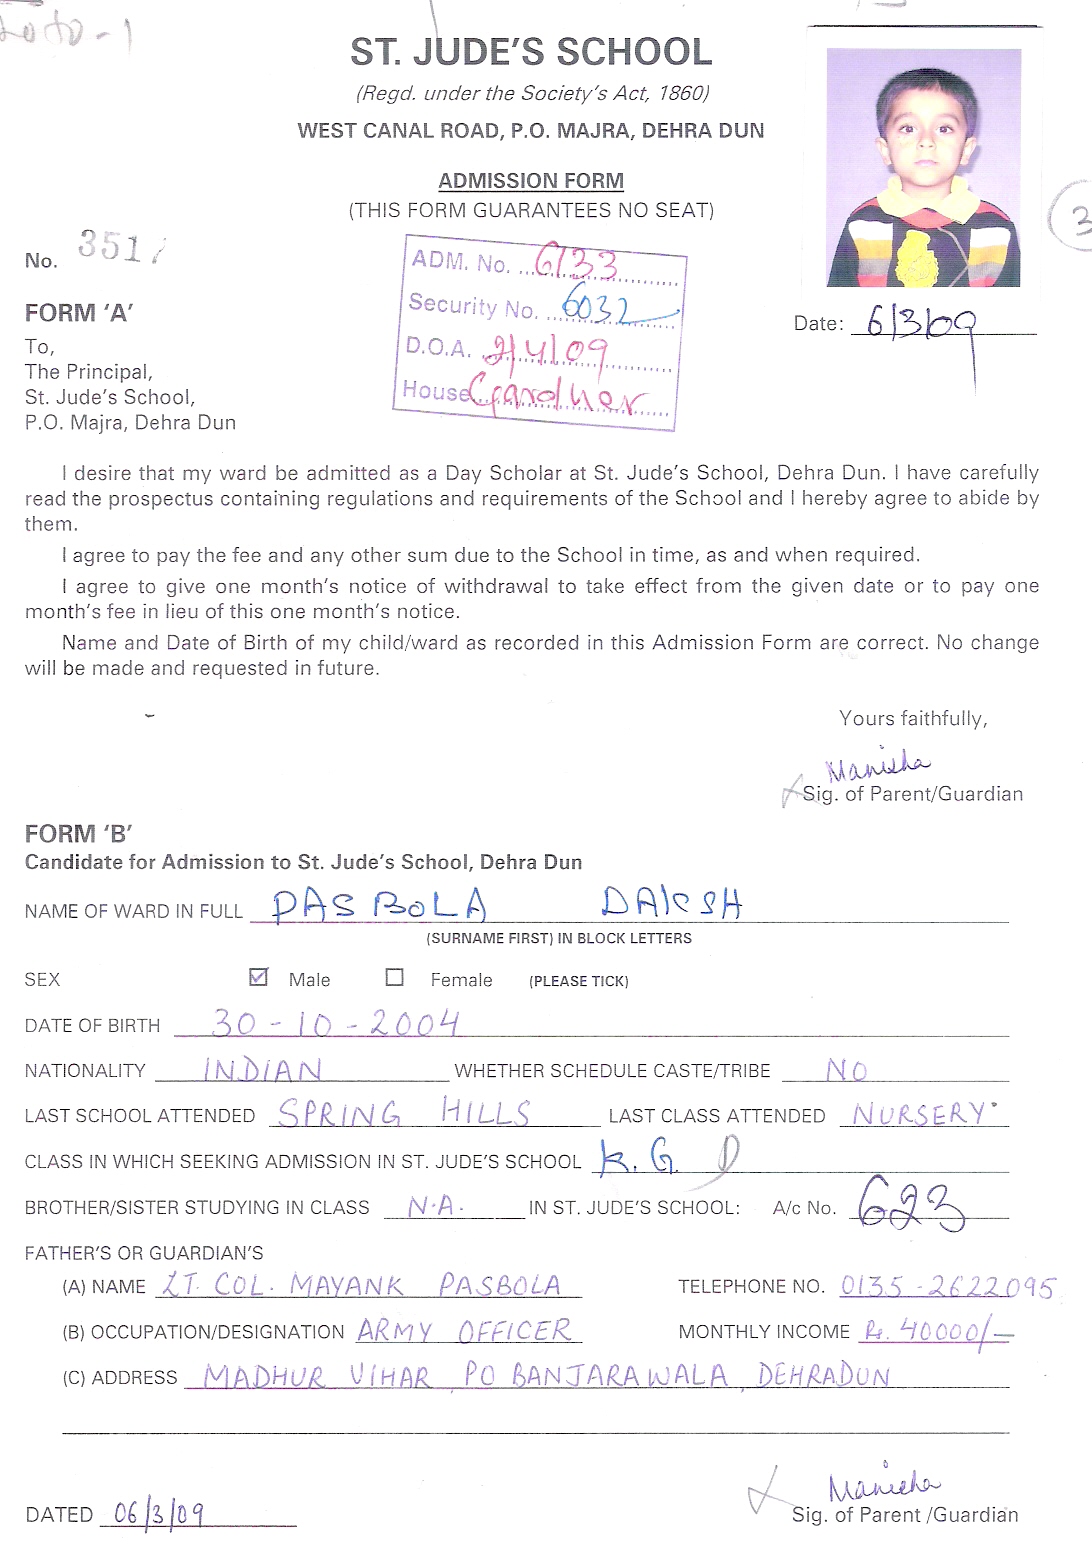 ST. JUDE'S SCHOOL
(Regd. under the Society's Act, 1860)
WEST CANAL ROAD, P.O. MAJRA, DEHRA DUN
ADMISSION FORM
(THIS FORM GUARANTEES NO SEAT)
3
No. 351
ADM. No. 6133
Security No. 6032
D.O.A. 2/4/09
House Gardner
Date: 6/3/09
FORM 'A'
To,
The Principal,
St. Jude's School,
P.O. Majra, Dehra Dun
I desire that my ward be admitted as a Day Scholar at St. Jude's School, Dehra Dun. I have carefully
read the prospectus containing regulations and requirements of the School and I hereby agree to abide by
them.
I agree to pay the fee and any other sum due to the School in time, as and when required.
I agree to give one month's notice of withdrawal to take effect from the given date or to pay one
month's fee in lieu of this one month's notice.
Name and Date of Birth of my child/ward as recorded in this Admission Form are correct. No change
will be made and requested in future.
Yours faithfully,
Manisha
Sig. of Parent/Guardian
FORM 'B'
Candidate for Admission to St. Jude's School, Dehra Dun
NAME OF WARD IN FULL PASBOLA DAKSH
(SURNAME FIRST) IN BLOCK LETTERS
SEX Male Female (PLEASE TICK)
DATE OF BIRTH 30-10-2004
NATIONALITY INDIAN WHETHER SCHEDULE CASTE/TRIBE NO
LAST SCHOOL ATTENDED SPRING HILLS LAST CLASS ATTENDED NURSERY
CLASS IN WHICH SEEKING ADMISSION IN ST. JUDE'S SCHOOL K.G.
BROTHER/SISTER STUDYING IN CLASS N.A. IN ST. JUDE'S SCHOOL: A/c No. 623
FATHER'S OR GUARDIAN'S
(A) NAME LT. COL. MAYANK PASBOLA TELEPHONE NO. 0135-2622095
(B) OCCUPATION/DESIGNATION ARMY OFFICER MONTHLY INCOME Rs. 40000/-
(C) ADDRESS MADHUR VIHAR PO BANJARAWALA, DEHRADUN
Manisha
DATED 06/3/09 Sig. of Parent /Guardian